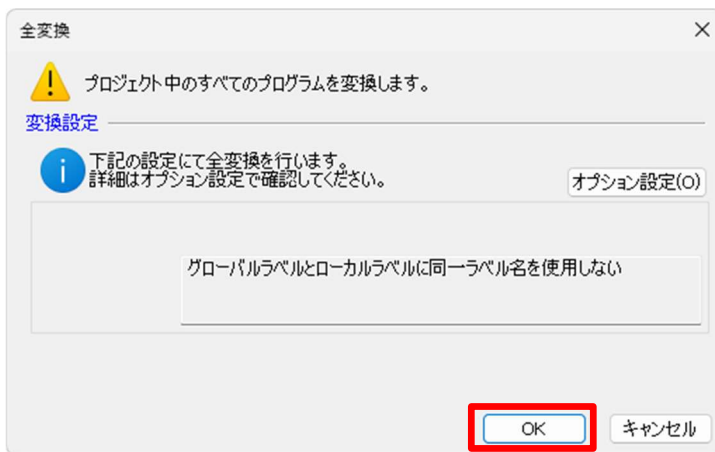 全変換
プロジェクト中のすべてのプログラムを変換します。
変換設定
下記の設定にて全変換を行います。
詳細はオプション設定で確認してください。
オプション設定(O)
グローバルラベルとローカルラベルに同一ラベル名を使用しない
OK
キャンセル